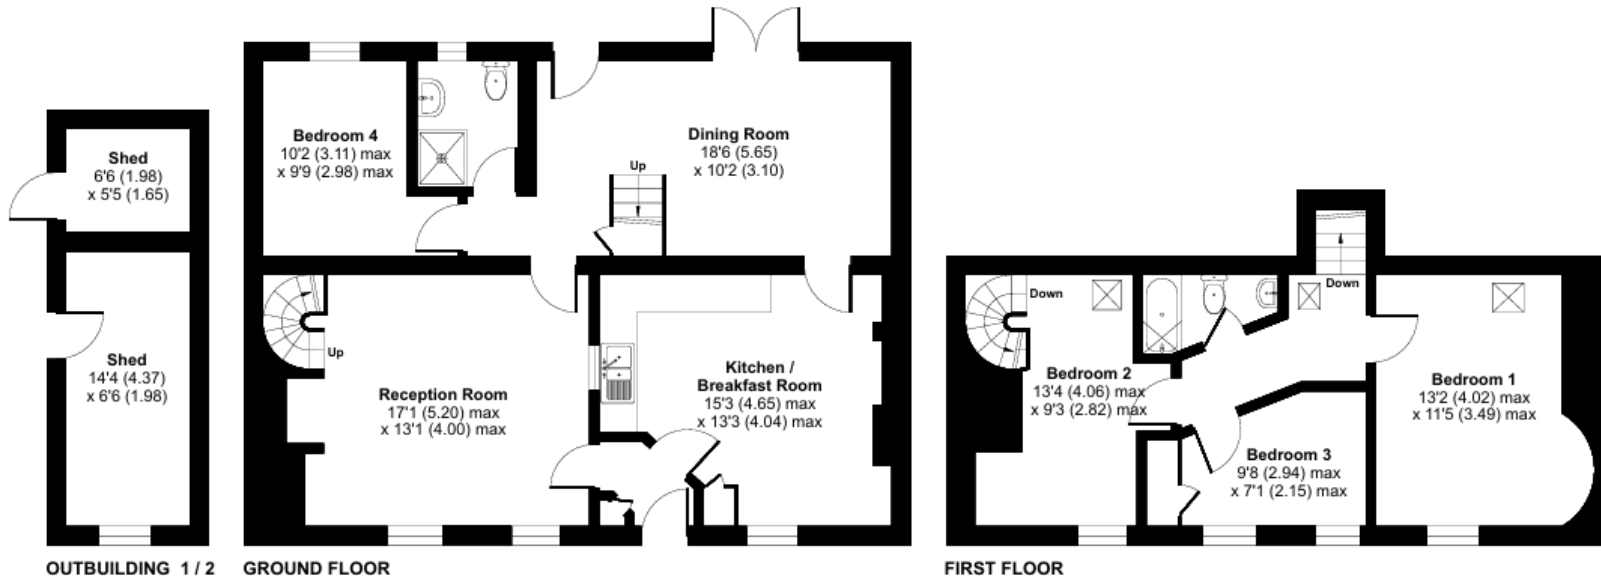 Shed
6'6 (1.98)
x 5'5 (1.65)
Shed
14'4 (4.37)
x 6'6 (1.98)
OUTBUILDING 1 / 2
Bedroom 4
10'2 (3.11) max
x 9'9 (2.98) max
Dining Room
18'6 (5.65)
x 10'2 (3.10)
Up
Up
Reception Room
17'1 (5.20) max
x 13'1 (4.00) max
Kitchen /
Breakfast Room
15'3 (4.65) max
x 13'3 (4.04) max
GROUND FLOOR
Down
Down
Bedroom 2
13'4 (4.06) max
x 9'3 (2.82) max
Bedroom 1
13'2 (4.02) max
x 11'5 (3.49) max
Bedroom 3
9'8 (2.94) max
x 7'1 (2.15) max
FIRST FLOOR